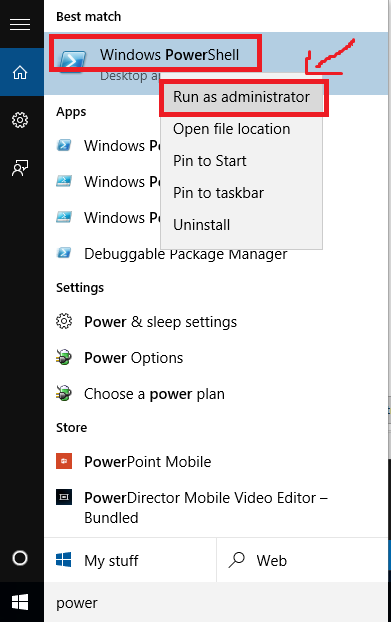 Best match
Windows PowerShell
Desktop a
Run as administrator
Open file location
Pin to Start
Pin to taskbar
Uninstall
Apps
Windows Po
Windows Po
Windows Po
Debuggable Package Manager
Settings
Power & sleep settings
Power Options
Choose a power plan
Store
PowerPoint Mobile
PowerDirector Mobile Video Editor –
Bundled
My stuff
Web
power